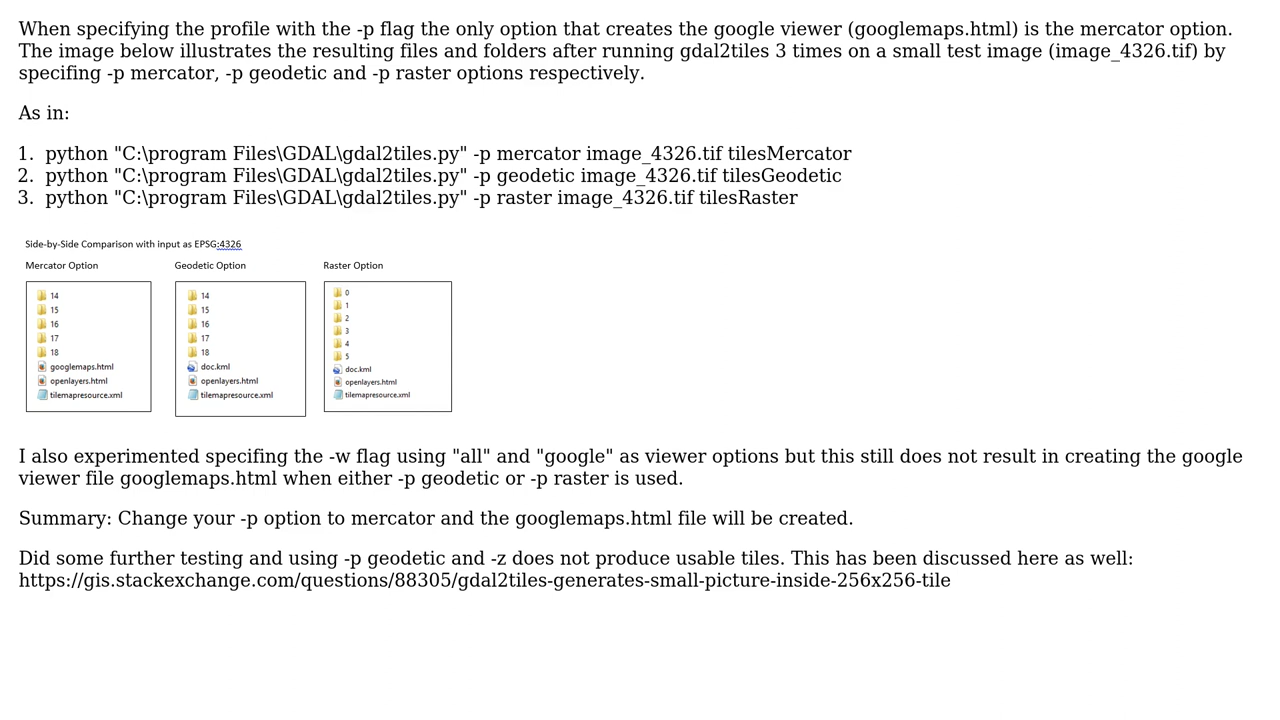 When specifying the profile with the -p flag the only option that creates the google viewer (googlemaps.html) is the mercator option.
The image below illustrates the resulting files and folders after running gdal2tiles 3 times on a small test image (image_4326.tif) by
specifing -p mercator, -p geodetic and -p raster options respectively.
As in:
1. python "C:\program Files\GDAL\gdal2tiles.py" -p mercator image_4326.tif tilesMercator
2. python "C:\program Files\GDAL\gdal2tiles.py" -p geodetic image_4326.tif tilesGeodetic
3. python "C:\program Files\GDAL\gdal2tiles.py" -p raster image_4326.tif tilesRaster
Side-by-Side Comparison with input as EPSG:4326
Mercator Option
14
15
16
17
18
googlemaps.html
openlayers.html
tilemapresource.xml
Geodetic Option
14
15
16
17
18
doc.kml
openlayers.html
tilemapresource.xml
Raster Option
0
1
2
3
4
5
doc.kml
openlayers.html
tilemapresource.xml
I also experimented specifing the -w flag using "all" and "google" as viewer options but this still does not result in creating the google
viewer file googlemaps.html when either -p geodetic or -p raster is used.
Summary: Change your -p option to mercator and the googlemaps.html file will be created.
Did some further testing and using -p geodetic and -z does not produce usable tiles. This has been discussed here as well:
https://gis.stackexchange.com/questions/88305/gdal2tiles-generates-small-picture-inside-256x256-tile